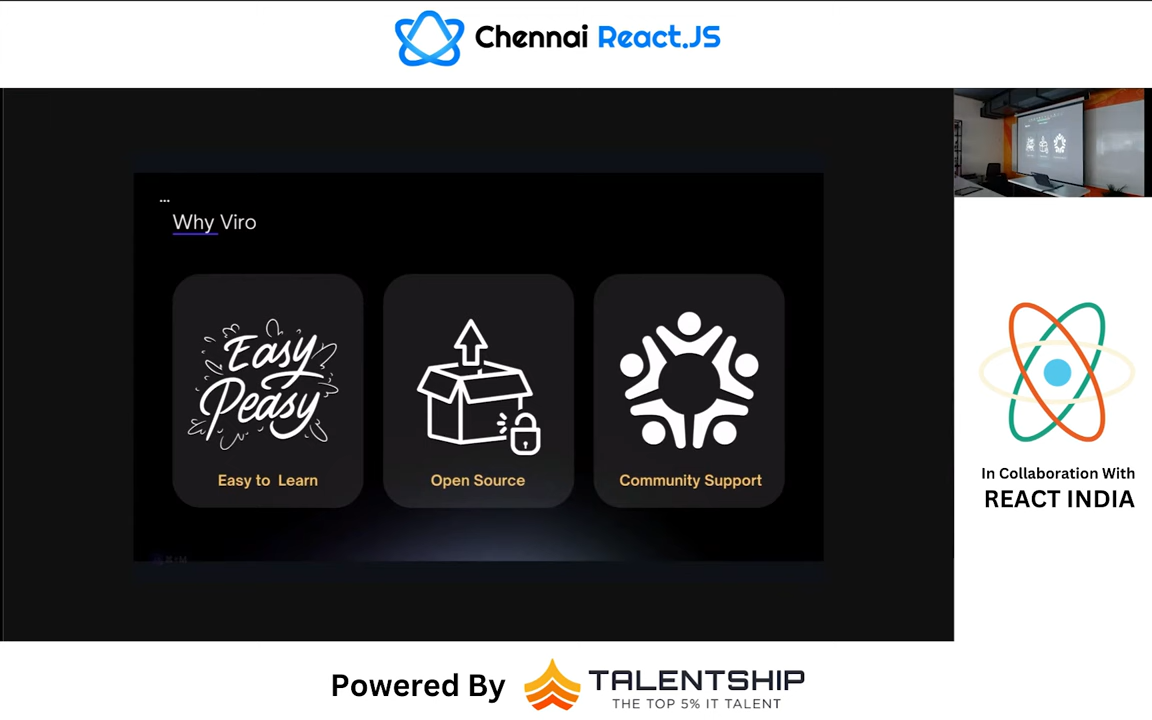 Chennai React.JS
...
Why Viro
Easy
Peasy
Easy to Learn
Open Source
Community Support
In Collaboration With
REACT INDIA
Powered By
TALENTSHIP
THE TOP 5% IT TALENT